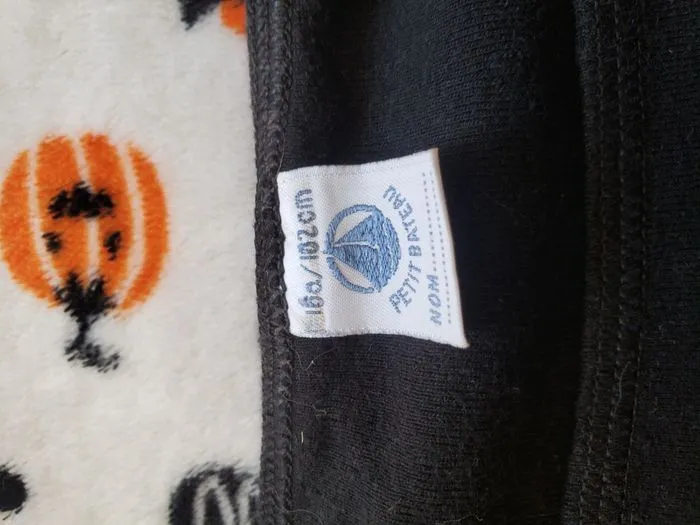 16a/162cm
PETIT BATEAU
NOM................